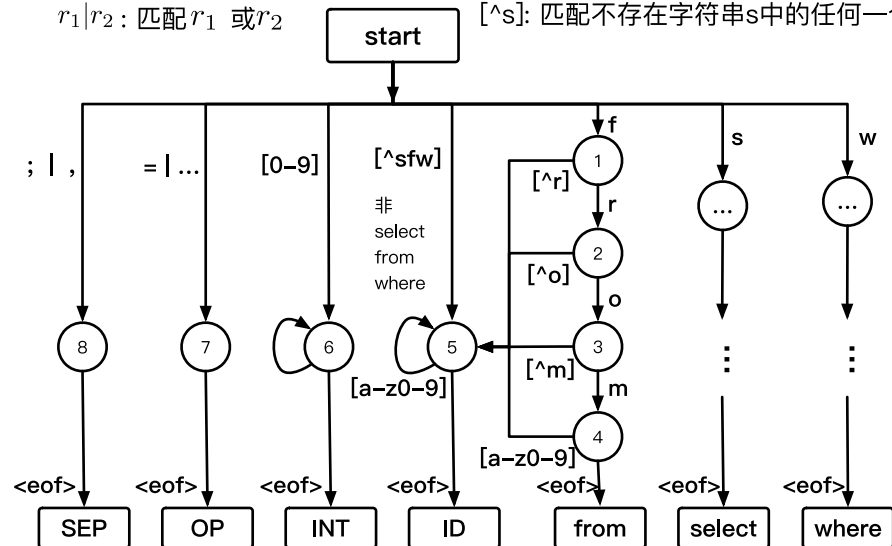 r₁|r₂：匹配r₁ 或r₂
[^s]: 匹配不存在字符串s中的任何一
start
; | ,
= | ...
[0-9]
[^sfw]
f
s
w
非
select
from
where
1
[^r]
r
...
...
2
[^o]
o
8
7
6
5
3
[a-z0-9]
[^m]
m
4
[a-z0-9]
<eof>
<eof>
<eof>
<eof>
<eof>
<eof>
<eof>
SEP
OP
INT
ID
from
select
where